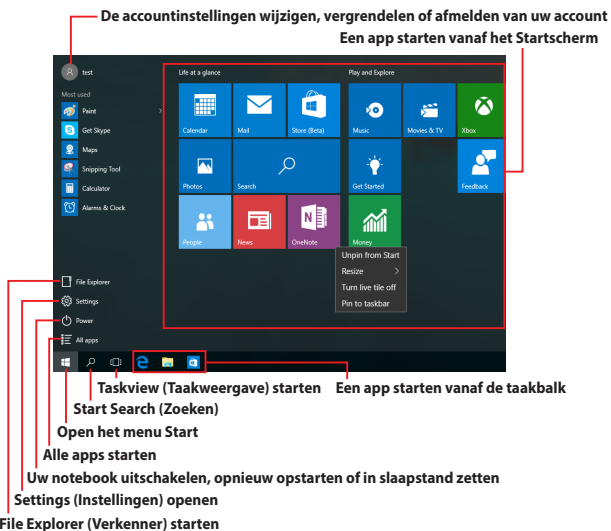 De accountinstellingen wijzigen, vergrendelen of afmelden van uw account
Een app starten vanaf het Startscherm
test
Life at a glance
Play and Explore
Most used
Paint
Get Skype
Maps
Snipping Tool
Calculator
Alarms & Clock
Calendar
Mail
Store (Beta)
Music
Movies & TV
Xbox
Photos
Search
Get Started
Feedback
People
News
OneNote
Money
Unpin from Start
Resize
Turn live tile off
Pin to taskbar
File Explorer
Settings
Power
All apps
Taskview (Taakweergave) starten
Een app starten vanaf de taakbalk
Start Search (Zoeken)
Open het menu Start
Alle apps starten
Uw notebook uitschakelen, opnieuw opstarten of in slaapstand zetten
Settings (Instellingen) openen
File Explorer (Verkenner) starten